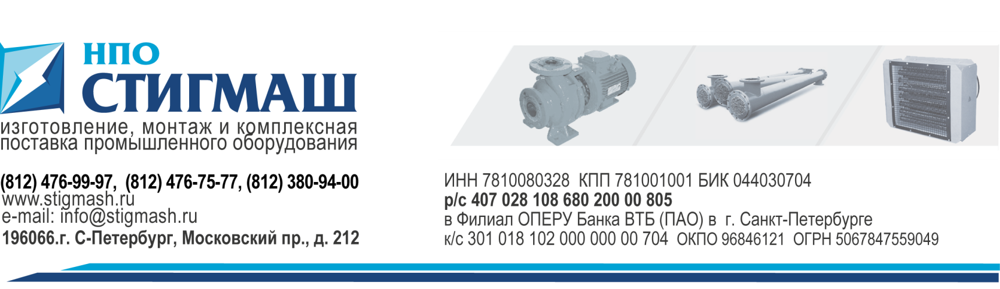 НПО
СТИГМАШ
изготовление, монтаж и комплексная
поставка промышленного оборудования
(812) 476-99-97, (812) 476-75-77, (812) 380-94-00
www.stigmash.ru
e-mail: info@stigmash.ru
196066.г. С-Петербург, Московский пр., д. 212
ИНН 7810080328 КПП 781001001 БИК 044030704
р/с 407 028 108 680 200 00 805
в Филиал ОПЕРУ Банка ВТБ (ПАО) в г. Санкт-Петербурге
к/с 301 018 102 000 000 00 704 ОКПО 96846121 ОГРН 5067847559049